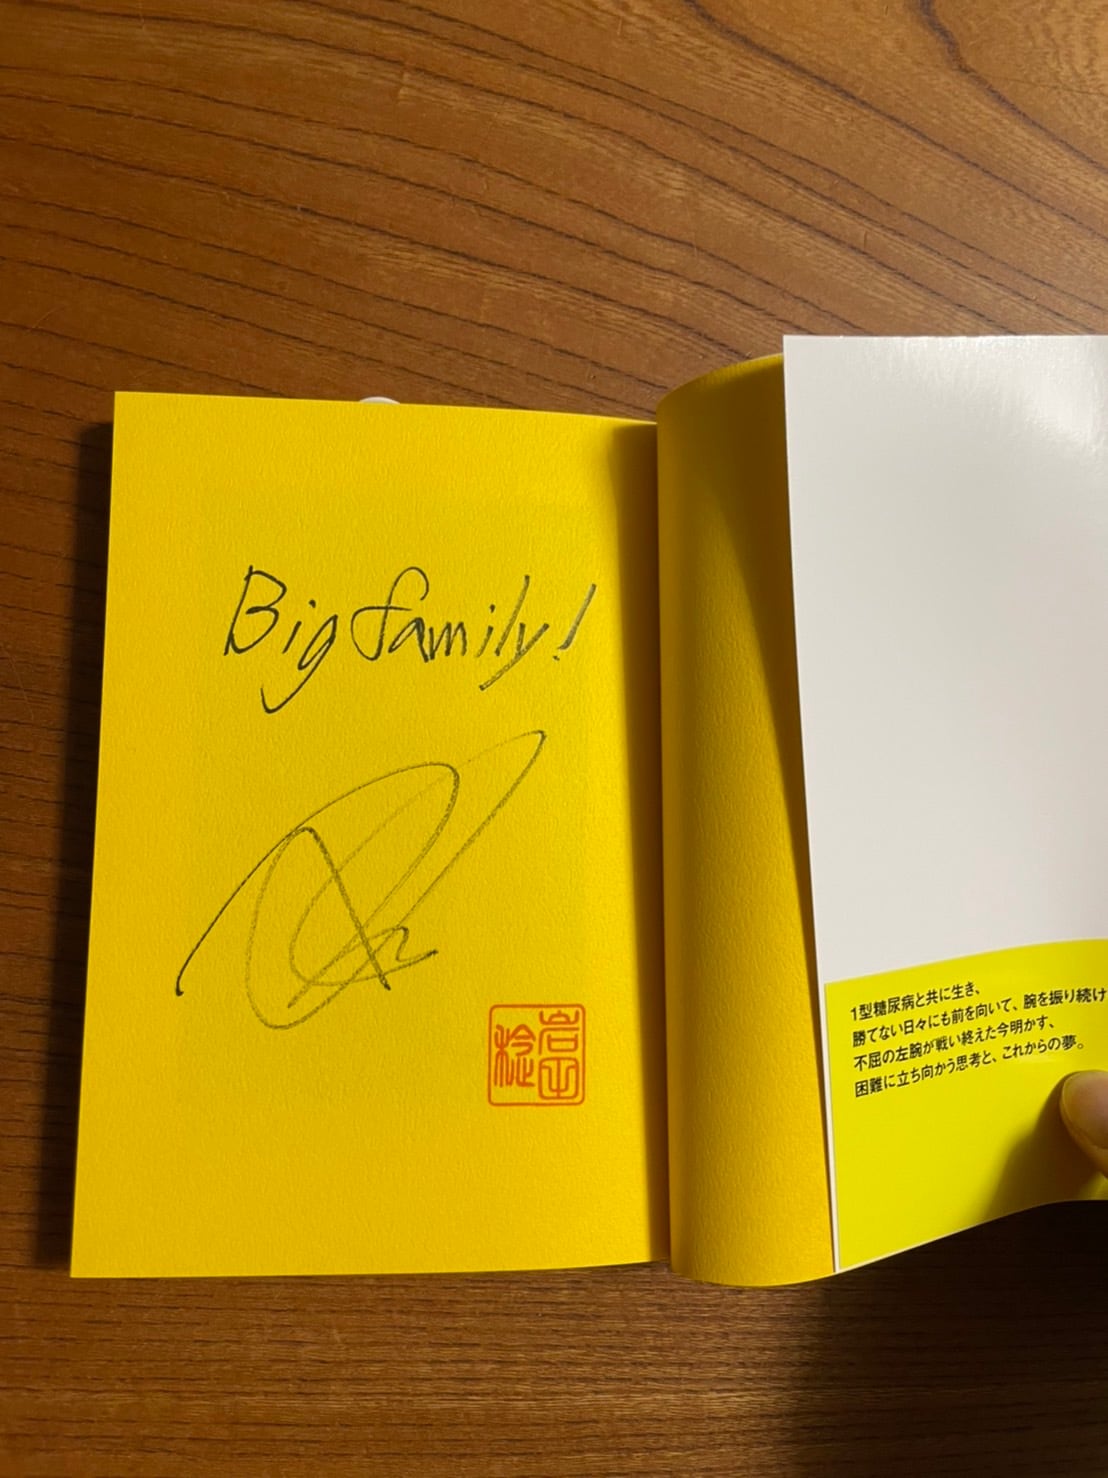 Big family!
岩田
稔
1型糖尿病と共に生き、
勝てない日々にも前を向いて、腕を振り続け
不屈の左腕が戦い終えた今明かす、
困難に立ち向かう思考と、これからの夢。